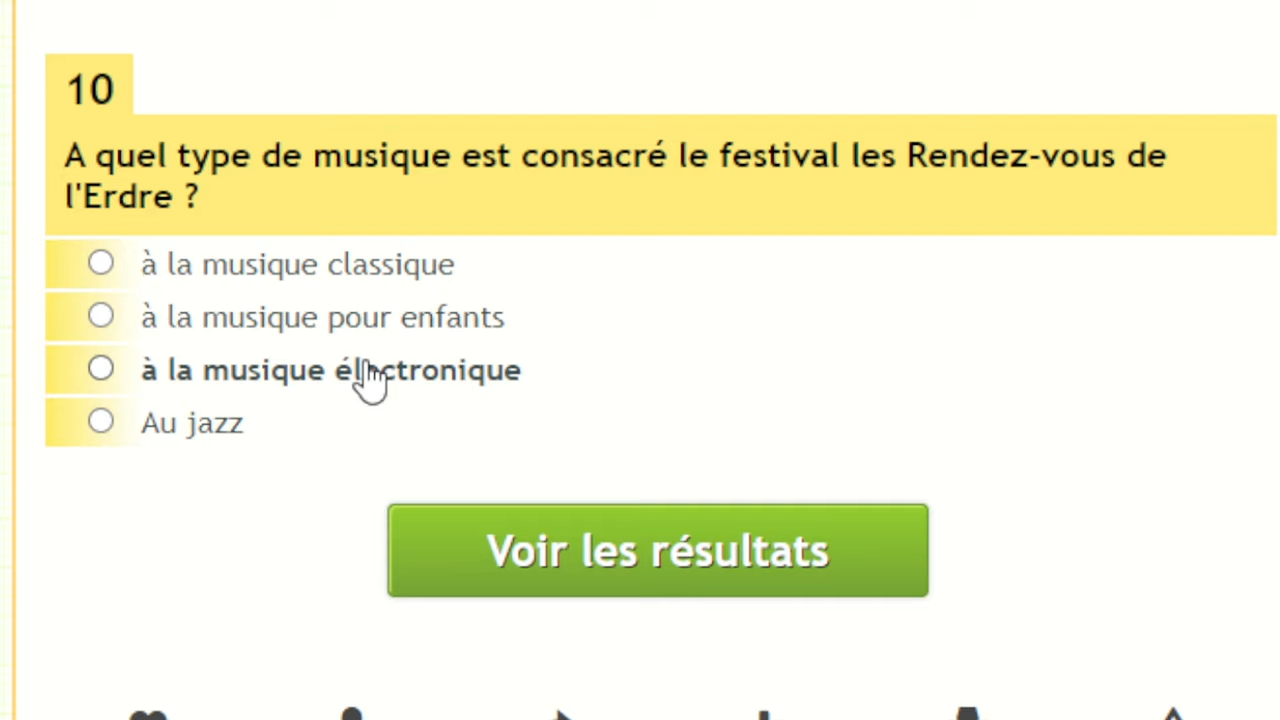 10
A quel type de musique est consacré le festival les Rendez-vous de
l'Erdre ?
à la musique classique
à la musique pour enfants
à la musique électronique
Au jazz
Voir les résultats